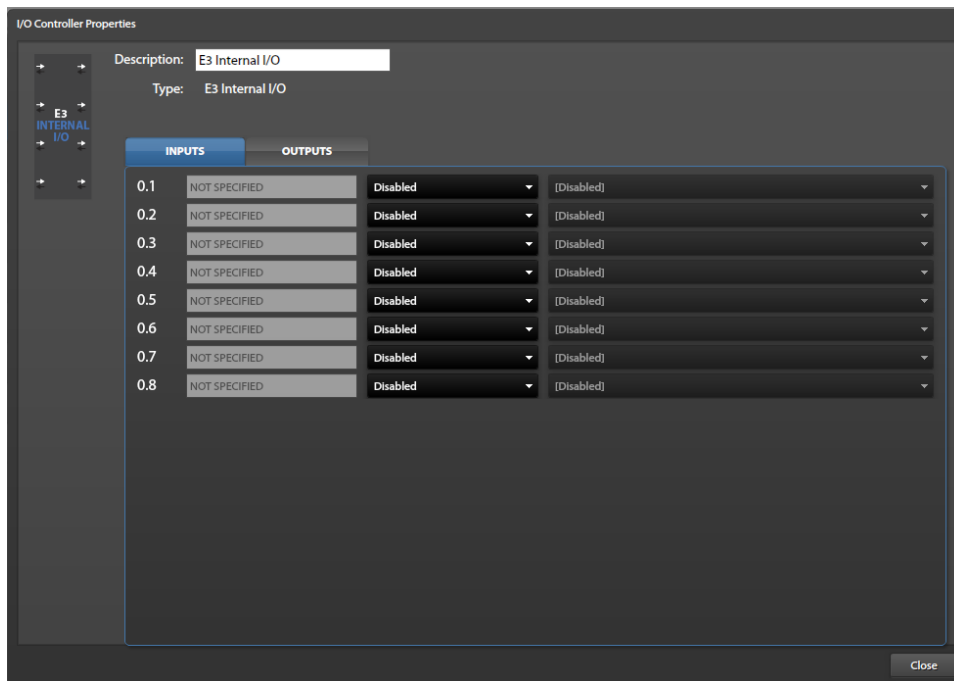 I/O Controller Properties
Description: E3 Internal I/O
Type: E3 Internal I/O
E3
INTERNAL
I/O
INPUTS OUTPUTS
0.1 NOT SPECIFIED Disabled [Disabled]
0.2 NOT SPECIFIED Disabled [Disabled]
0.3 NOT SPECIFIED Disabled [Disabled]
0.4 NOT SPECIFIED Disabled [Disabled]
0.5 NOT SPECIFIED Disabled [Disabled]
0.6 NOT SPECIFIED Disabled [Disabled]
0.7 NOT SPECIFIED Disabled [Disabled]
0.8 NOT SPECIFIED Disabled [Disabled]
Close